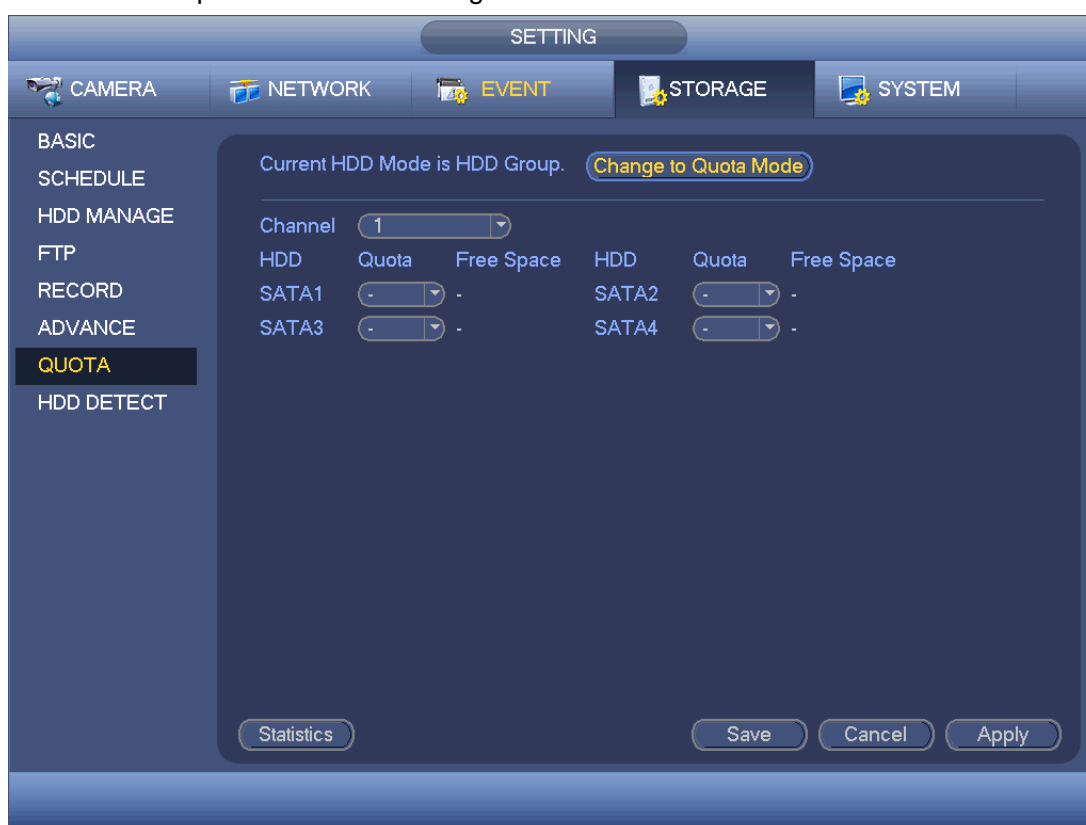 SETTING
CAMERA NETWORK EVENT STORAGE SYSTEM
BASIC
SCHEDULE
HDD MANAGE
FTP
RECORD
ADVANCE
QUOTA
HDD DETECT
Current HDD Mode is HDD Group. Change to Quota Mode
Channel 1
HDD Quota Free Space HDD Quota Free Space
SATA1 - - SATA2 - -
SATA3 - - SATA4 - -
Statistics Save Cancel Apply